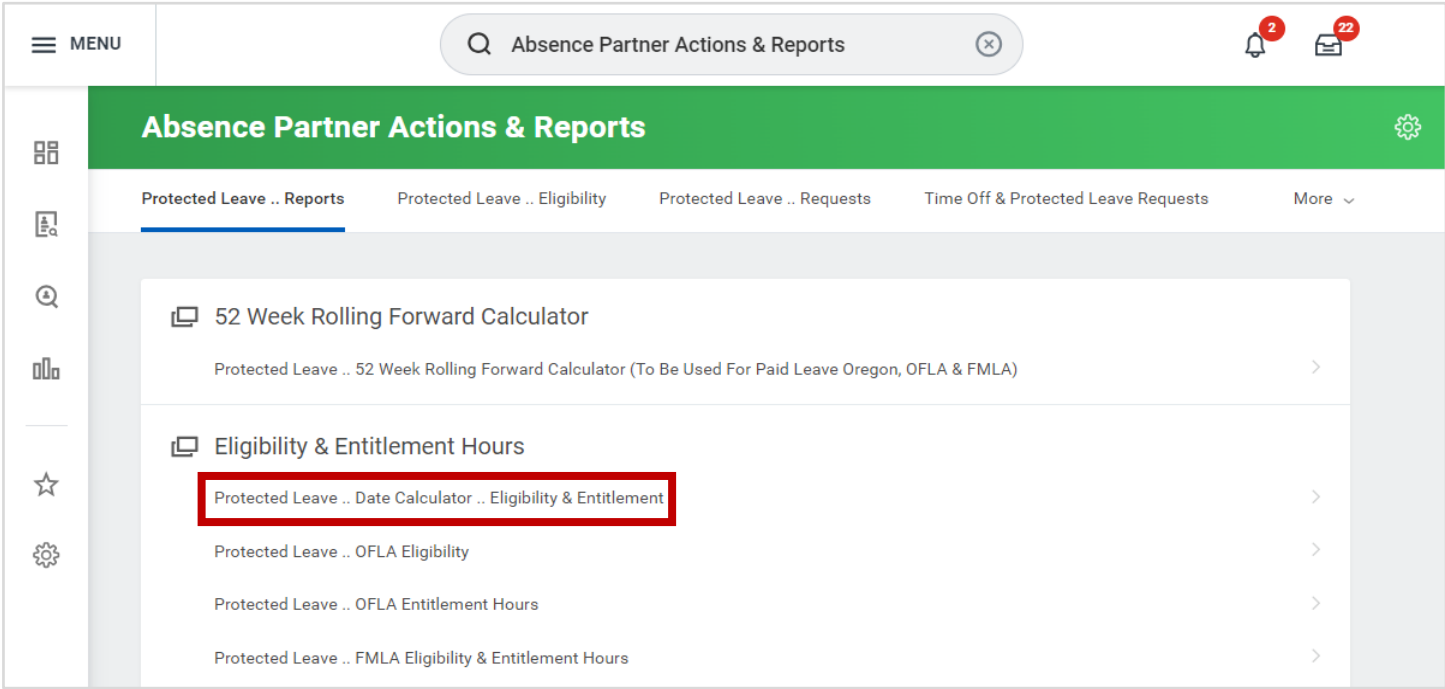 MENU
Absence Partner Actions & Reports
2
22
Absence Partner Actions & Reports
Protected Leave .. Reports
Protected Leave .. Eligibility
Protected Leave .. Requests
Time Off & Protected Leave Requests
More
52 Week Rolling Forward Calculator
Protected Leave .. 52 Week Rolling Forward Calculator (To Be Used For Paid Leave Oregon, OFLA & FMLA)
Eligibility & Entitlement Hours
Protected Leave .. Date Calculator .. Eligibility & Entitlement
Protected Leave .. OFLA Eligibility
Protected Leave .. OFLA Entitlement Hours
Protected Leave .. FMLA Eligibility & Entitlement Hours